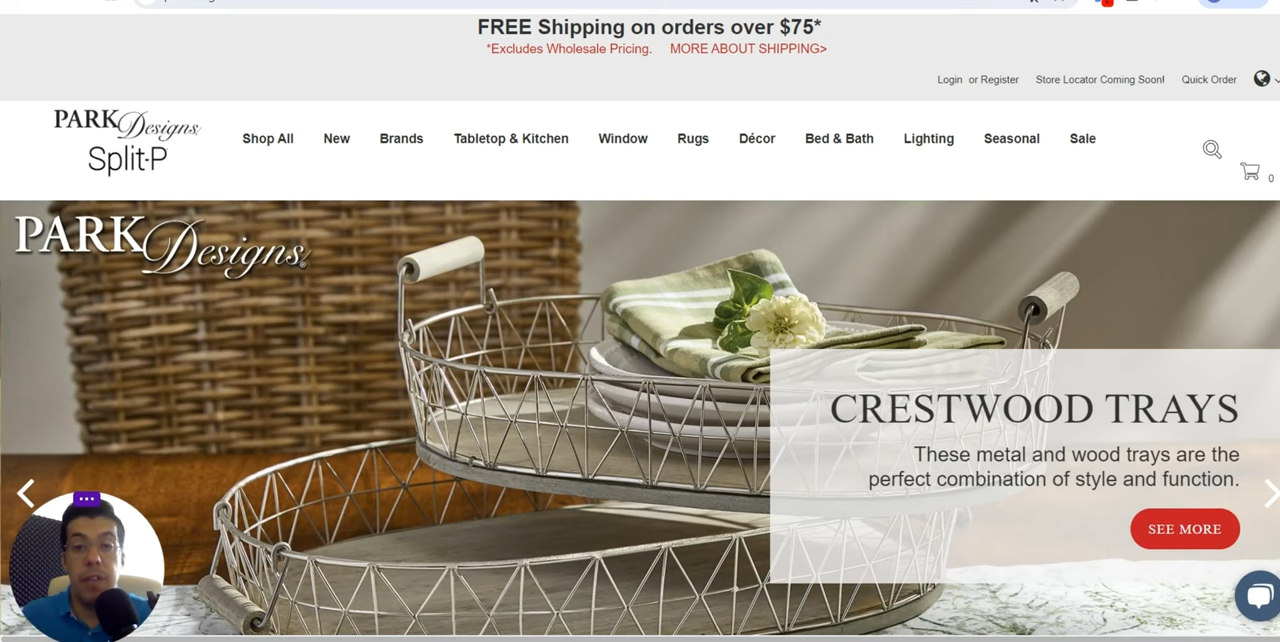 FREE Shipping on orders over $75*
*Excludes Wholesale Pricing. MORE ABOUT SHIPPING>
Login or Register Store Locator Coming Soon! Quick Order
PARK Designs
Split·P
Shop All New Brands Tabletop & Kitchen Window Rugs Décor Bed & Bath Lighting Seasonal Sale
0
PARK Designs®
CRESTWOOD TRAYS
These metal and wood trays are the
perfect combination of style and function.
SEE MORE